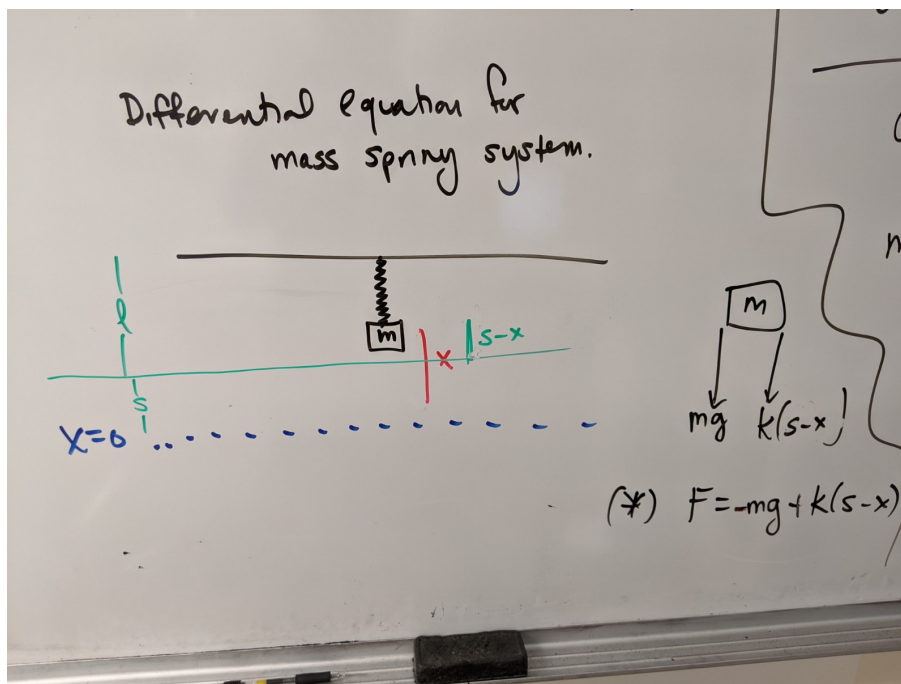 Differential equation for
mass spring system.
l
s
X=0
m
x
s-x
m
mg k(s-x)
(*) F=-mg+k(s-x)